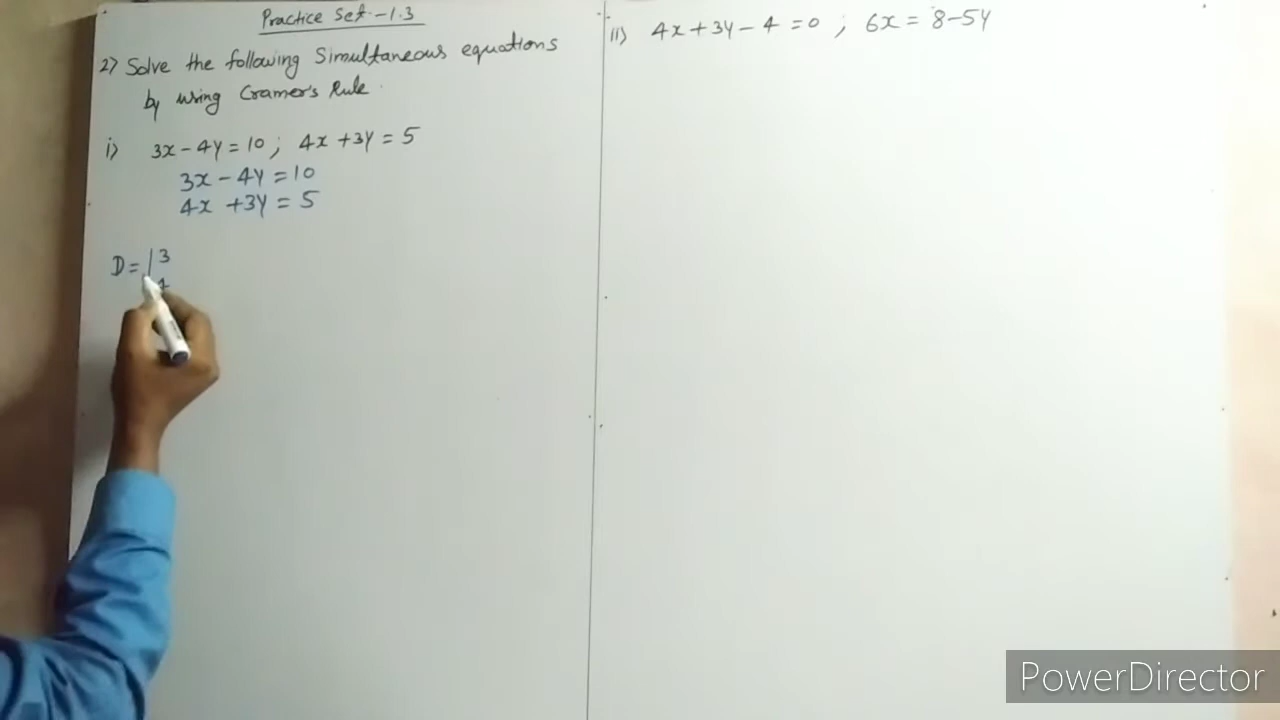 Practice Set - 1.3
2) Solve the following Simultaneous equations
by using Cramer's Rule.
i) 3x - 4y = 10 ; 4x + 3y = 5
3x - 4y = 10
4x + 3y = 5
D = | 3
4
ii) 4x + 3y - 4 = 0 ; 6x = 8 - 5y
PowerDirector